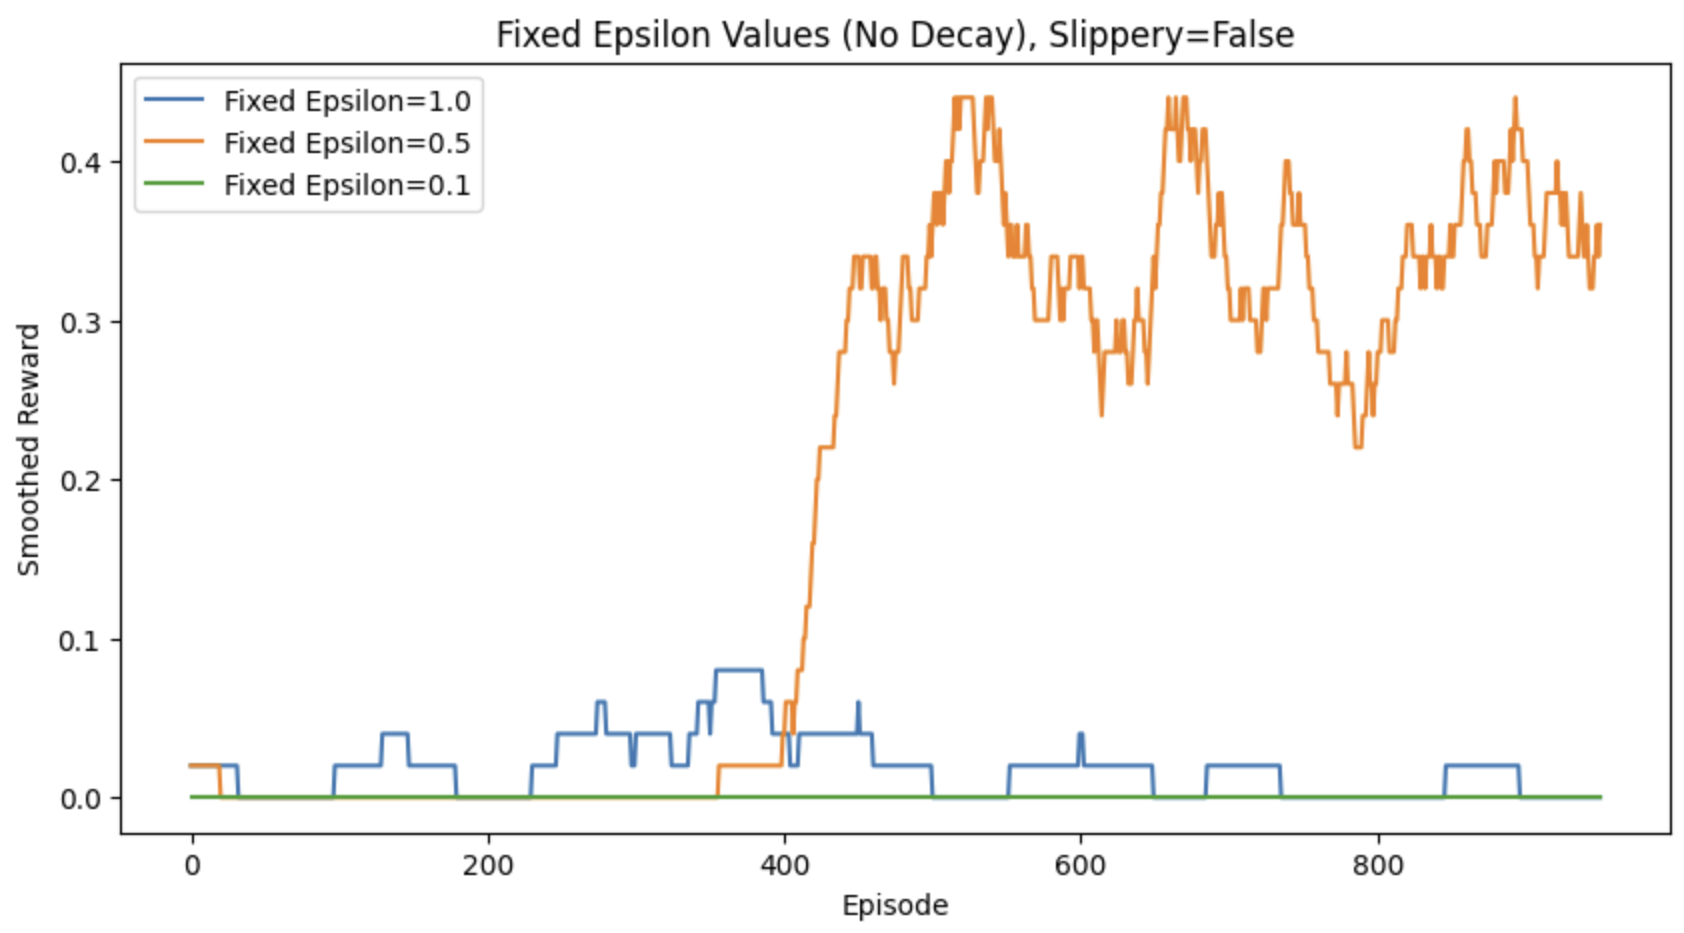 Fixed Epsilon Values (No Decay), Slippery=False
Fixed Epsilon=1.0
Fixed Epsilon=0.5
Fixed Epsilon=0.1
Smoothed Reward
0.4
0.3
0.2
0.1
0.0
0 200 400 600 800
Episode